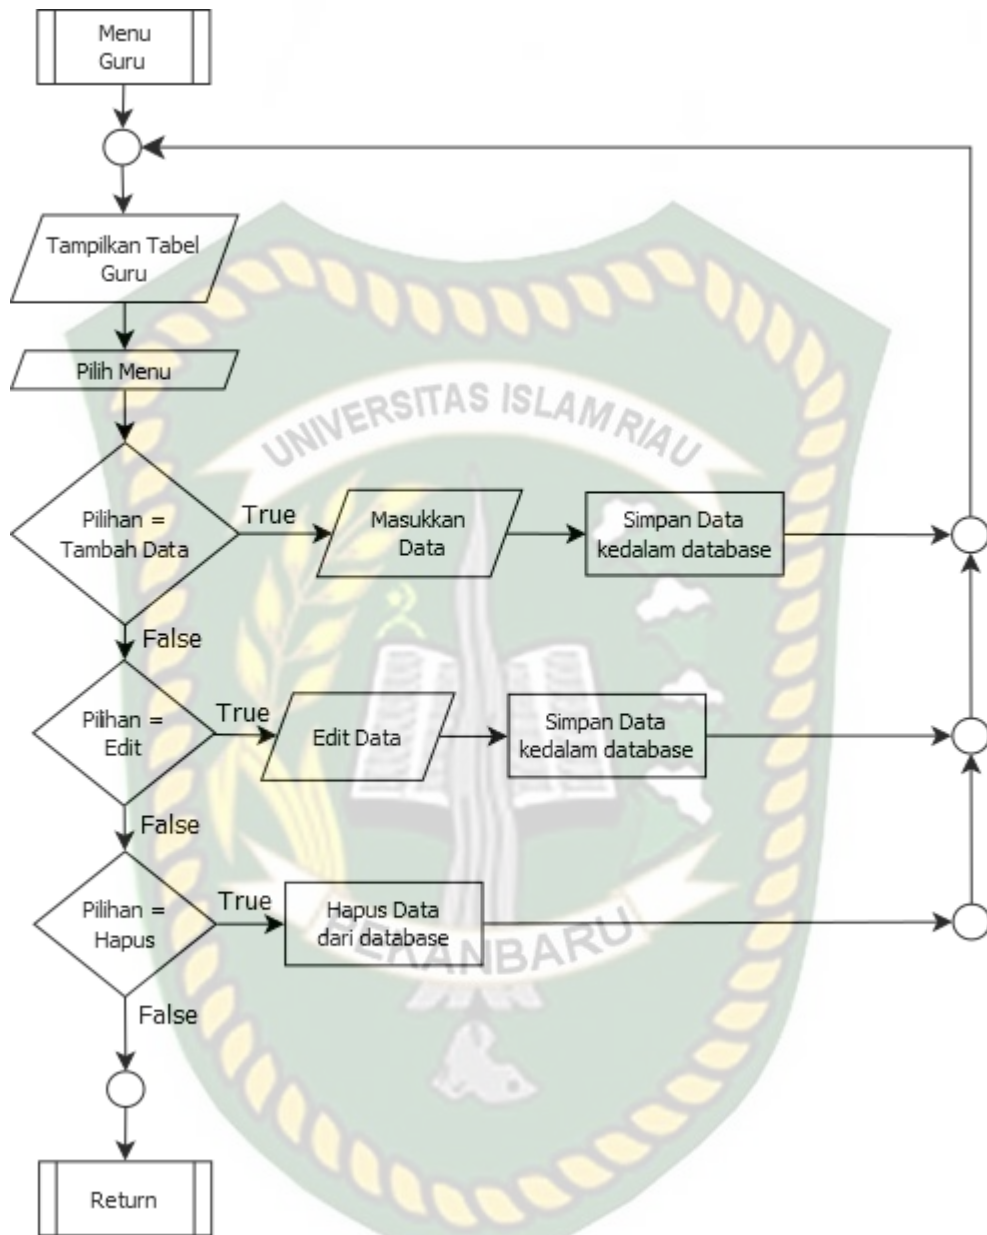 Menu
Guru
Tampilkan Tabel
Guru
Pilih Menu
UNIVERSITAS ISLAM RIAU
Pilihan =
Tambah Data
True
Masukkan
Data
Simpan Data
kedalam database
False
Pilihan =
Edit
True
Edit Data
Simpan Data
kedalam database
False
Pilihan =
Hapus
True
Hapus Data
dari database
PEKANBARU
False
Return